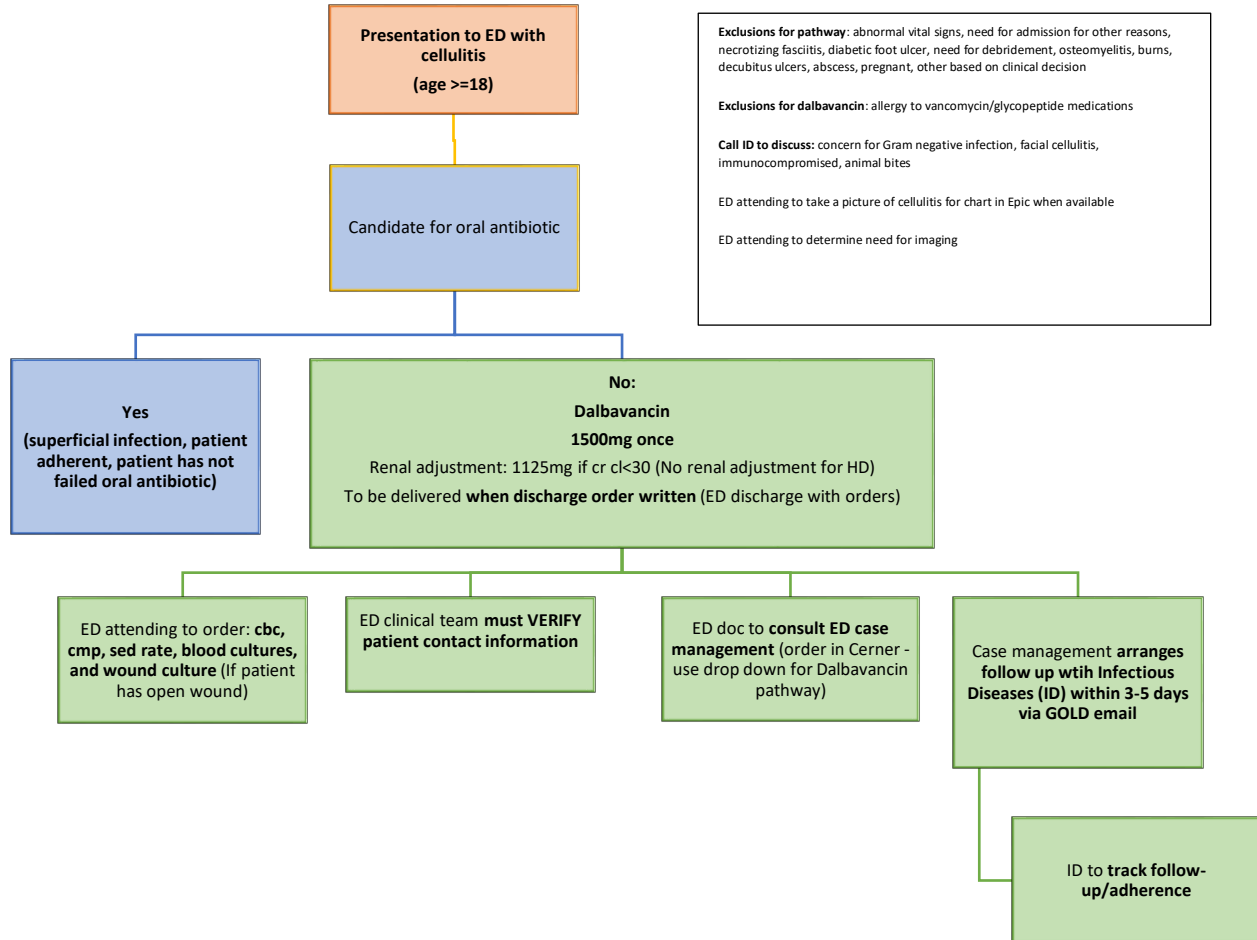 Presentation to ED with
cellulitis
(age >=18)
Exclusions for pathway: abnormal vital signs, need for admission for other reasons,
necrotizing fasciitis, diabetic foot ulcer, need for debridement, osteomyelitis, burns,
decubitus ulcers, abscess, pregnant, other based on clinical decision
Exclusions for dalbavancin: allergy to vancomycin/glycopeptide medications
Call ID to discuss: concern for Gram negative infection, facial cellulitis,
immunocompromised, animal bites
ED attending to take a picture of cellulitis for chart in Epic when available
ED attending to determine need for imaging
Candidate for oral antibiotic
Yes
(superficial infection, patient
adherent, patient has not
failed oral antibiotic)
No:
Dalbavancin
1500mg once
Renal adjustment: 1125mg if cr cl<30 (No renal adjustment for HD)
To be delivered when discharge order written (ED discharge with orders)
ED attending to order: cbc,
cmp, sed rate, blood cultures,
and wound culture (If patient
has open wound)
ED clinical team must VERIFY
patient contact information
ED doc to consult ED case
management (order in Cerner -
use drop down for Dalbavancin
pathway)
Case management arranges
follow up wtih Infectious
Diseases (ID) within 3-5 days
via GOLD email
ID to track follow-
up/adherence